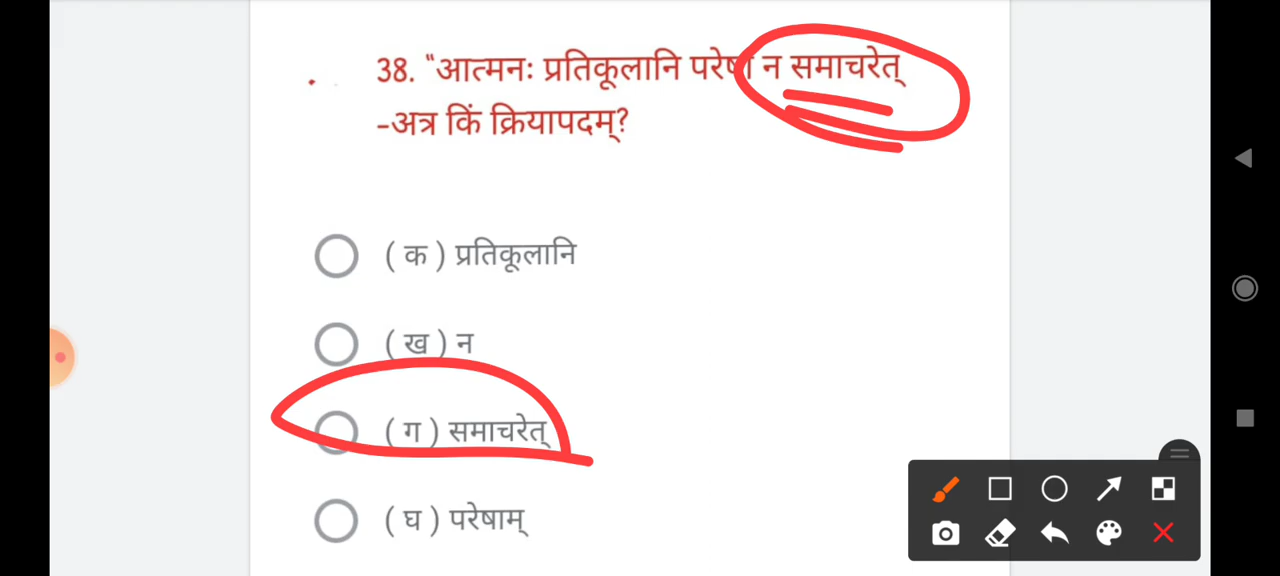 38. "आत्मनः प्रतिकूलानि परेषां न समाचरेत्
-अत्र किं क्रियापदम्?
( क ) प्रतिकूलानि
( ख ) न
( ग ) समाचरेत्
( घ ) परेषाम्